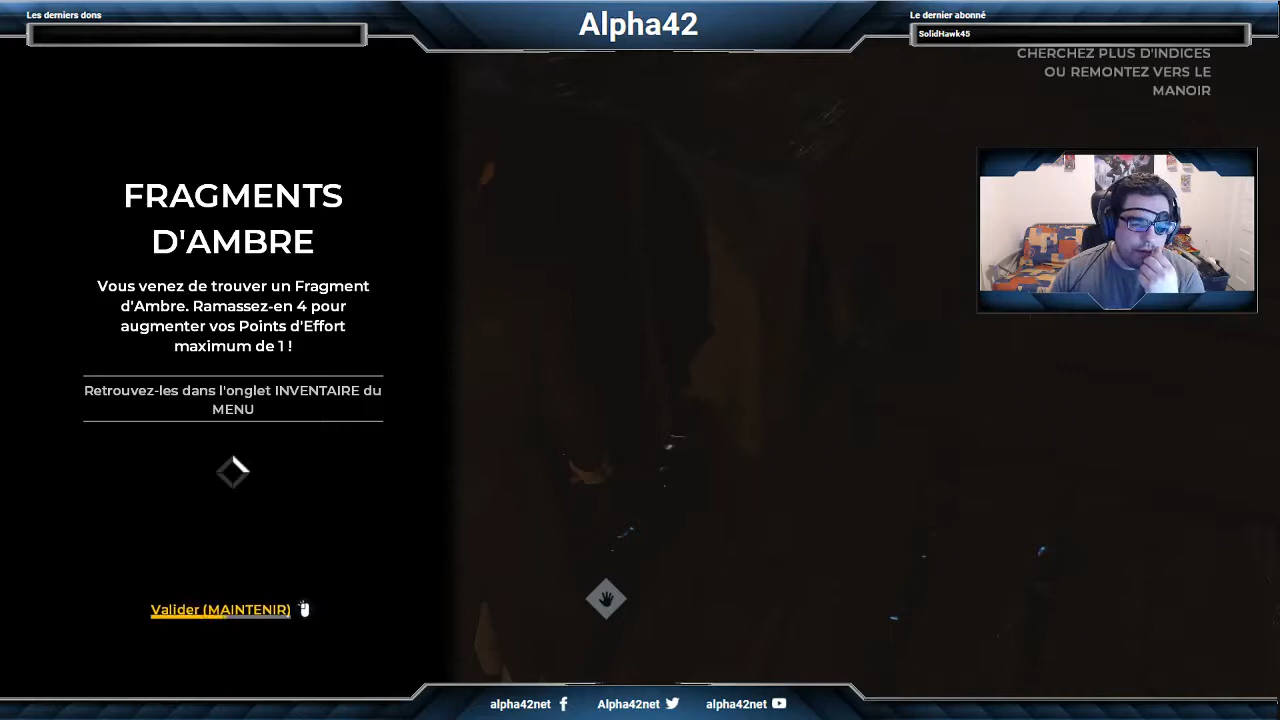 Les derniers dons
Alpha42
Le dernier abonné
SolidHawk45
CHERCHEZ PLUS D'INDICES
OU REMONTEZ VERS LE
MANOIR
FRAGMENTS
D'AMBRE
Vous venez de trouver un Fragment
d'Ambre. Ramassez-en 4 pour
augmenter vos Points d'Effort
maximum de 1 !
Retrouvez-les dans l'onglet INVENTAIRE du
MENU
Valider (MAINTENIR)
alpha42net
Alpha42net
alpha42net